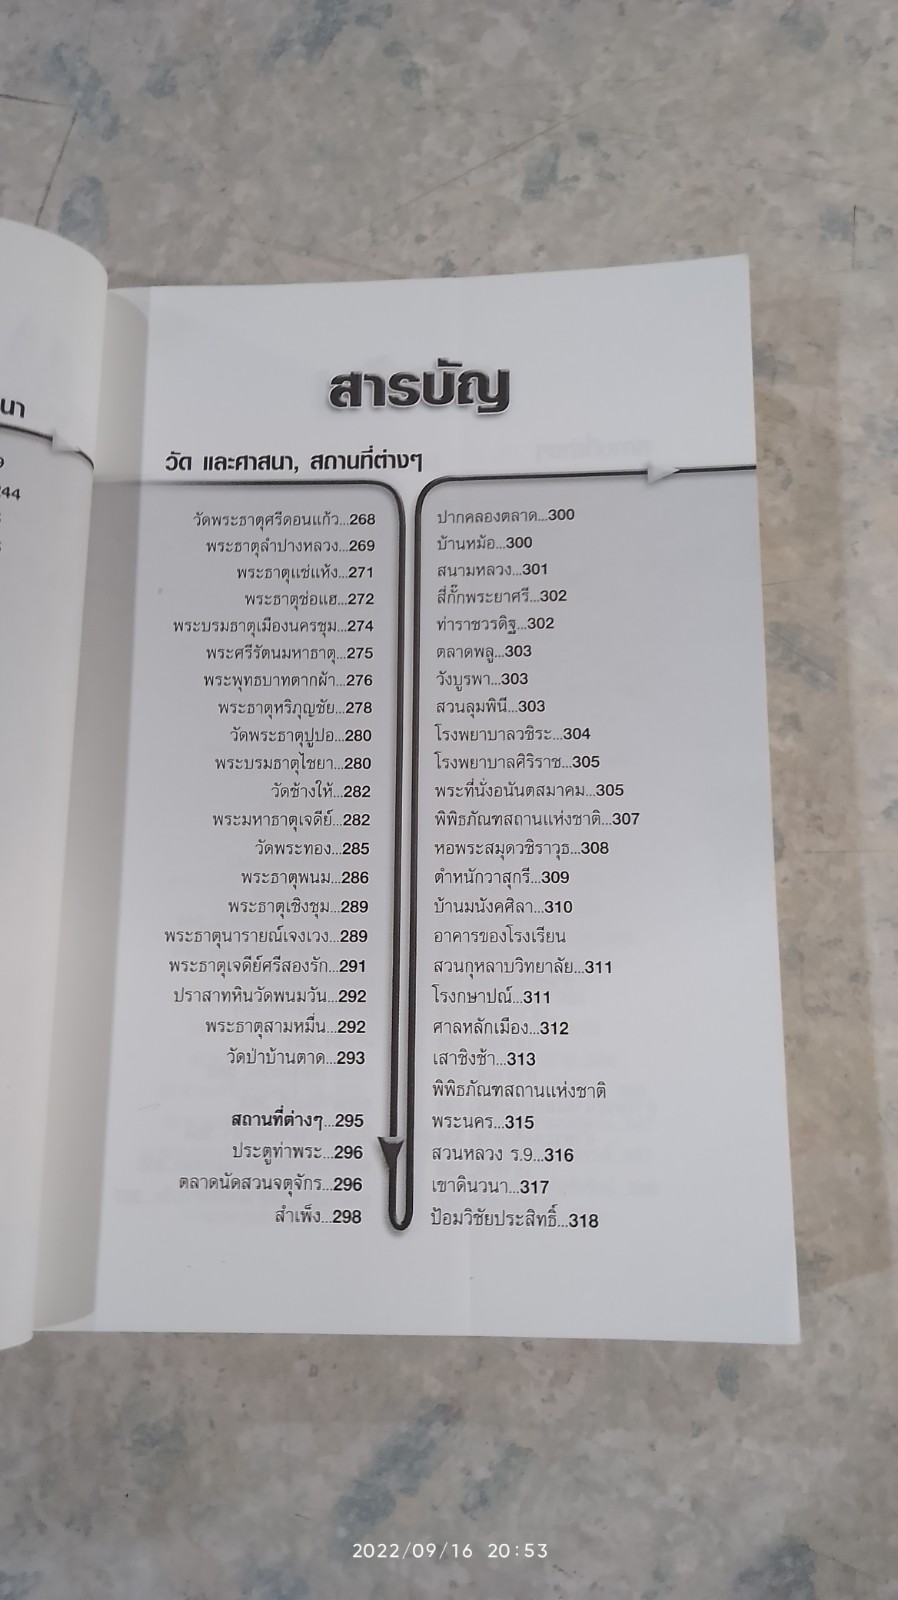 นา
9
244
สารบัญ
วัด และศาสนา, สถานที่ต่างๆ
วัดพระธาตุศรีดอนแก้ว...268
พระธาตุลำปางหลวง...269
พระธาตุแช่แห้ง...271
พระธาตุช่อแฮ...272
พระบรมธาตุเมืองนครชุม...274
พระศรีรัตนมหาธาตุ...275
พระพุทธบาทตากผ้า...276
พระธาตุหริภุญชัย...278
วัดพระธาตุปูปอ...280
พระบรมธาตุไชยา...280
วัดช้างให้...282
พระมหาธาตุเจดีย์...282
วัดพระทอง...285
พระธาตุพนม...286
พระธาตุเชิงชุม...289
พระธาตุนารายณ์เจงเวง...289
พระธาตุเจดีย์ศรีสองรัก...291
ปราสาทหินวัดพนมวัน...292
พระธาตุสามหมื่น...292
วัดป่าบ้านตาด...293
สถานที่ต่างๆ...295
ประตูท่าพระ...296
ตลาดนัดสวนจตุจักร...296
สำเพ็ง...298
ปากคลองตลาด...300
บ้านหม้อ...300
สนามหลวง...301
สี่กั๊กพระยาศรี...302
ท่าราชวรดิฐ...302
ตลาดพลู...303
วังบูรพา...303
สวนลุมพินี...303
โรงพยาบาลวชิระ...304
โรงพยาบาลศิริราช...305
พระที่นั่งอนันตสมาคม...305
พิพิธภัณฑสถานแห่งชาติ...307
หอพระสมุดวชิราวุธ...308
ตำหนักวาสุกรี...309
บ้านมนังคศิลา...310
อาคารของโรงเรียน
สวนกุหลาบวิทยาลัย...311
โรงกษาปณ์...311
ศาลหลักเมือง...312
เสาชิงช้า...313
พิพิธภัณฑสถานแห่งชาติ
พระนคร...315
สวนหลวง ร.9...316
เขาดินวนา...317
ป้อมวิชัยประสิทธิ์...318
2022/09/16 20:53